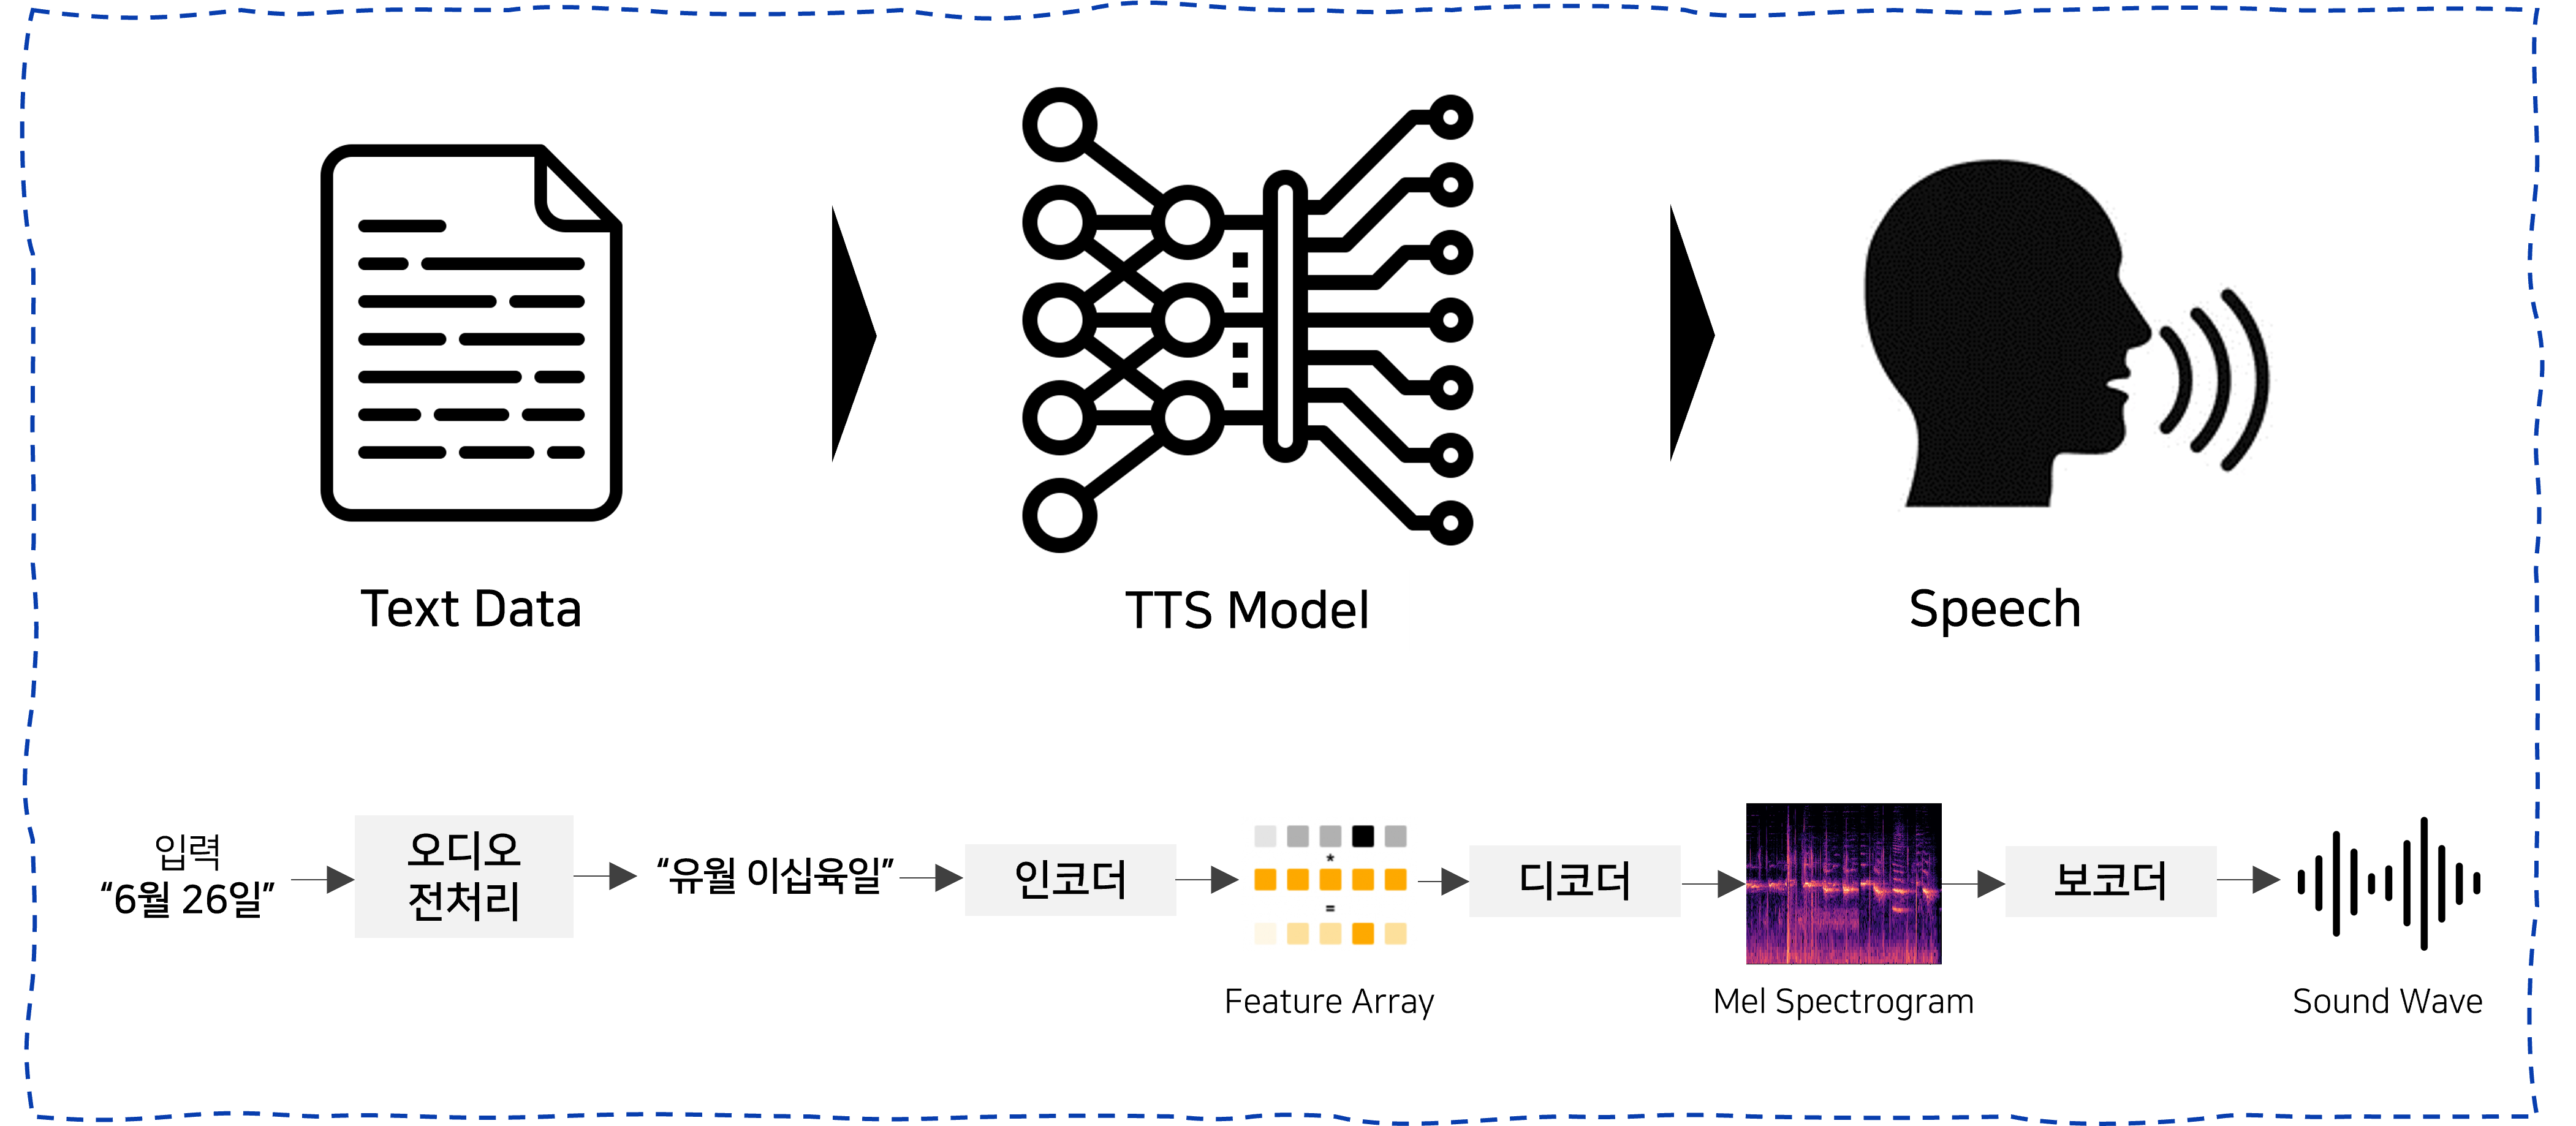 Text Data
TTS Model
Speech
입력
“6월 26일”
오디오
전처리
“유월 이십육일”
인코더
*
=
Feature Array
디코더
Mel Spectrogram
보코더
Sound Wave